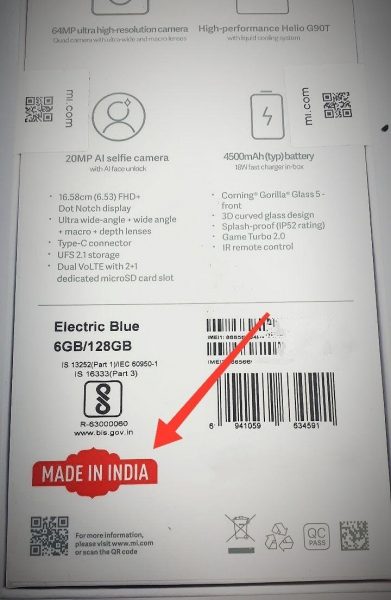 64MP ultra high-resolution camera
Quad camera with ultra-wide and macro lenses
High-performance Helio G90T
with liquid cooling system
mi.com
mi.com
20MP AI selfie camera
with AI face unlock
4500mAh (typ) battery
18W fast charger in-box
• 16.58cm (6.53) FHD+
Dot Notch display
• Ultra wide-angle + wide angle
+ macro + depth lenses
• Type-C connector
• UFS 2.1 storage
• Dual VoLTE with 2+1
dedicated microSD card slot
• Corning® Gorilla® Glass 5 -
front
• 3D curved glass design
• Splash-proof (IP52 rating)
• Game Turbo 2.0
• IR remote control
Electric Blue
6GB/128GB
IS 13252(Part 1)/IEC 60950-1
IS 16333(Part 3)
R-63000060
www.bis.gov.in
IMEI1:
6 941059 634591
MADE IN INDIA
For more information,
please visit www.mi.com
or scan the QR code
QC
PASS